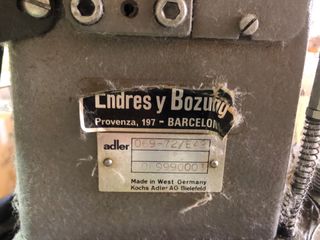 Endres y Bozung
Provenza, 197 - BARCELON
adler
Made in West Germany
Kochs Adler AG Bielefeld